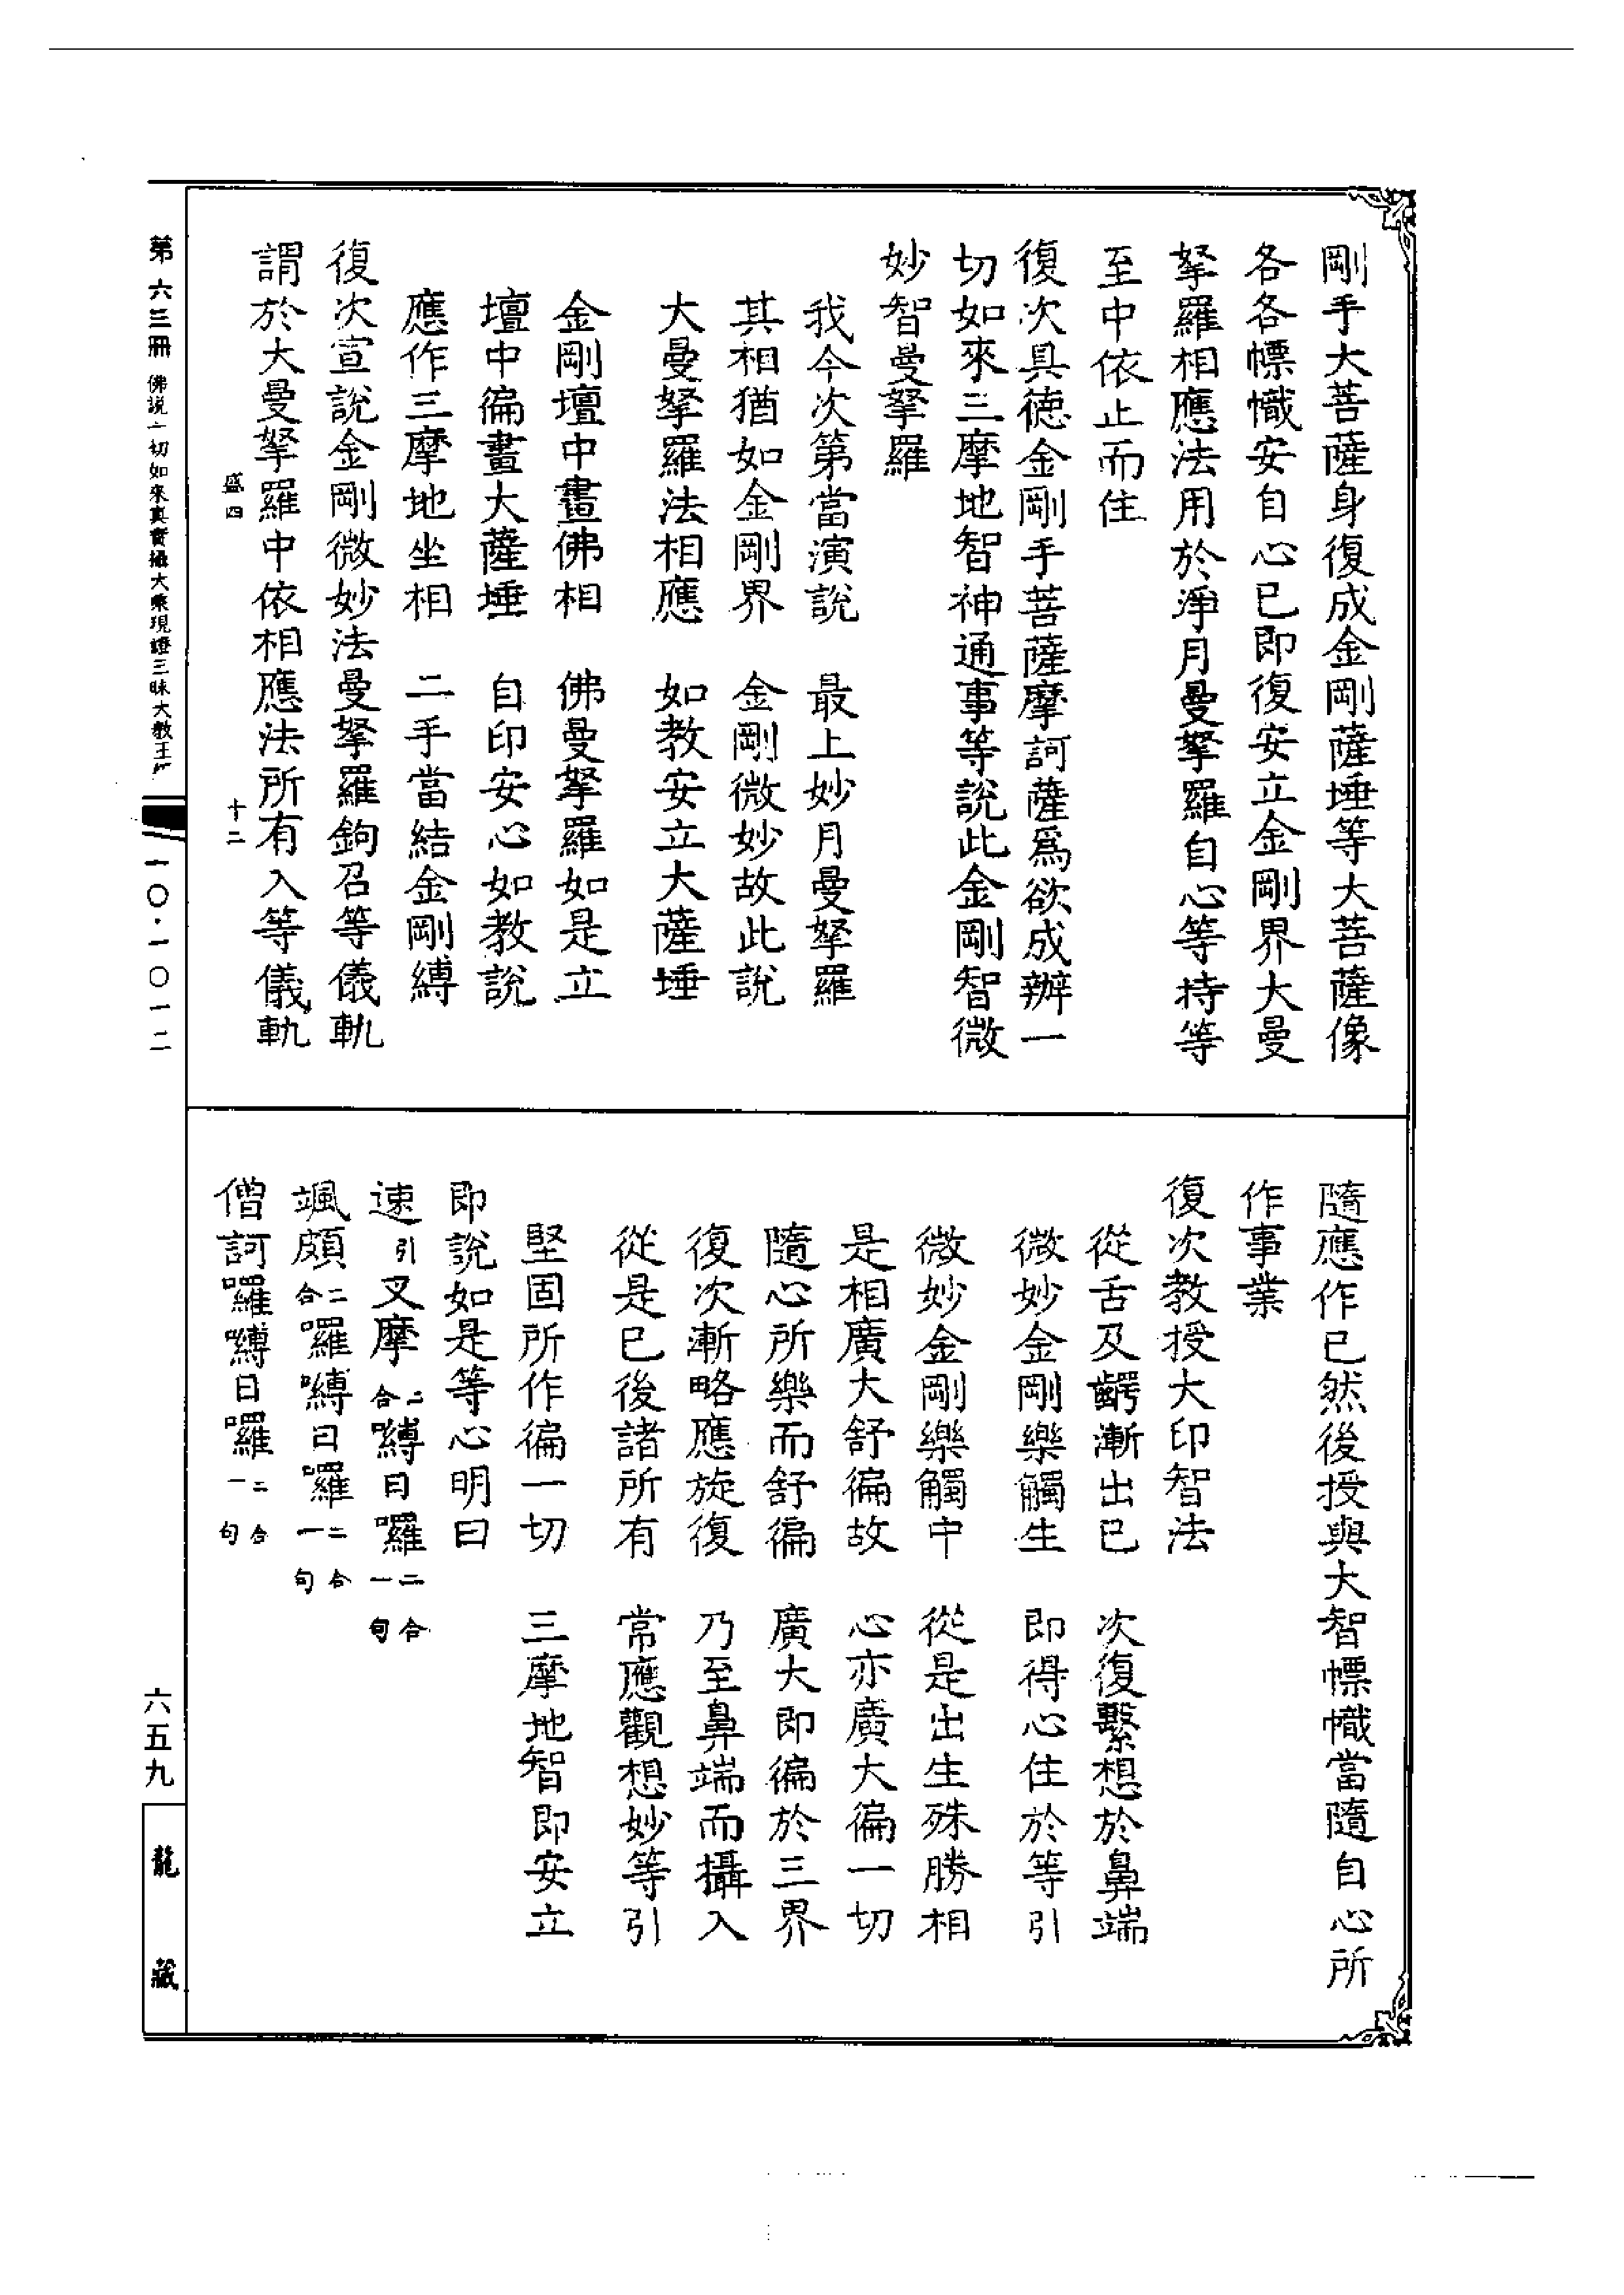 剛手大菩薩身復成金剛薩埵等大菩薩像
各各幖幟安自心已即復安立金剛界大曼
拏羅相應法用於淨月曼拏羅自心等持等
至中依止而住
復次具德金剛手菩薩摩訶薩爲欲成辦一
切如來三摩地智神通事等說此金剛智微
妙智曼拏羅
我今次第當演說　最上妙月曼拏羅
其相猶如金剛界　金剛微妙故此說
大曼拏羅法相應　如教安立大薩埵
金剛壇中畫佛相　佛曼拏羅如是立
壇中徧畫大薩埵　自印安心如教說
應作三摩地坐相　二手當結金剛縛
復次宣說金剛微妙法曼拏羅鉤召等儀軌
謂於大曼拏羅中依相應法所有入等儀軌
盛四　十二
隨應作已然後授與大智幖幟當隨自心所
作事業
復次教授大印智法
從舌及齶漸出已　次復繫想於鼻端
微妙金剛樂觸生　即得心住於等引
微妙金剛樂觸中　從是出生殊勝相
是相廣大舒徧故　心亦廣大徧一切
隨心所樂而舒徧　廣大即徧於三界
復次漸略應旋復　乃至鼻端而攝入
從是已後諸所有　常應觀想妙等引
堅固所作徧一切　三摩地智即安立
即說如是等心明曰
速引叉摩二合嚩日囉二合一句
颯頗二合囉嚩日囉二合一句
僧訶囉嚩日囉二合一句
第六三冊　佛說一切如來真實攝大乘現證三昧大教王
一〇·一〇一二
六五九
龍藏